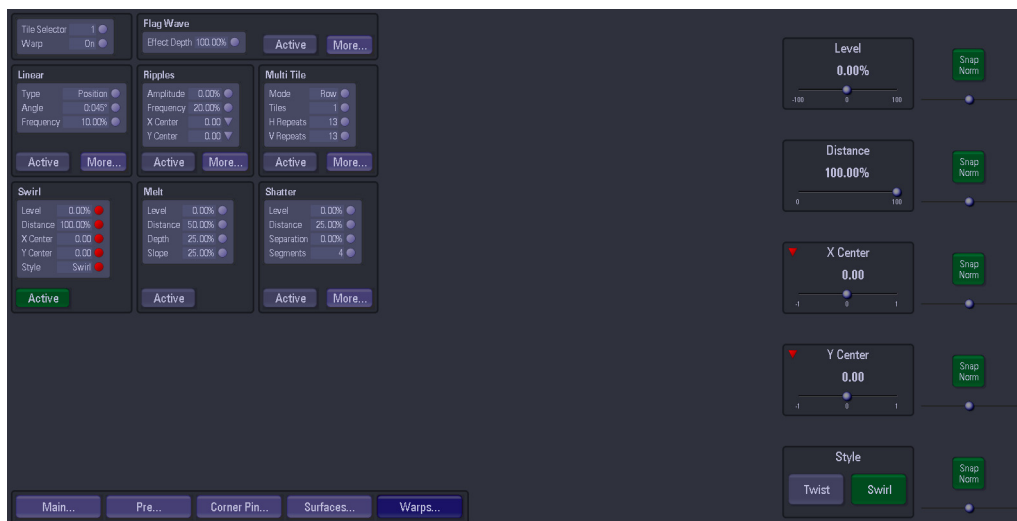 Tile Selector 1
Warp On
Flag Wave
Effect Depth 100.00%
Active More...
Linear
Type Position
Angle 0.045°
Frequency 10.00%
Active More...
Ripples
Amplitude 0.00%
Frequency 20.00%
X Center 0.00
Y Center 0.00
Active More...
Multi Tile
Mode Row
Tiles 1
H Repeats 13
V Repeats 13
Active More...
Swirl
Level 0.00%
Distance 100.00%
X Center 0.00
Y Center 0.00
Style Swirl
Active
Melt
Level 0.00%
Distance 50.00%
Depth 25.00%
Slope 25.00%
Active
Shatter
Level 0.00%
Distance 25.00%
Separation 0.00%
Segments 4
Active More...
Level
0.00%
-100 0 100
Snap
Norm
Distance
100.00%
0 100
Snap
Norm
X Center
0.00
-1 0 1
Snap
Norm
Y Center
0.00
-1 0 1
Snap
Norm
Style
Twist Swirl
Snap
Norm
Main... Pre... Corner Pin... Surfaces... Warps...